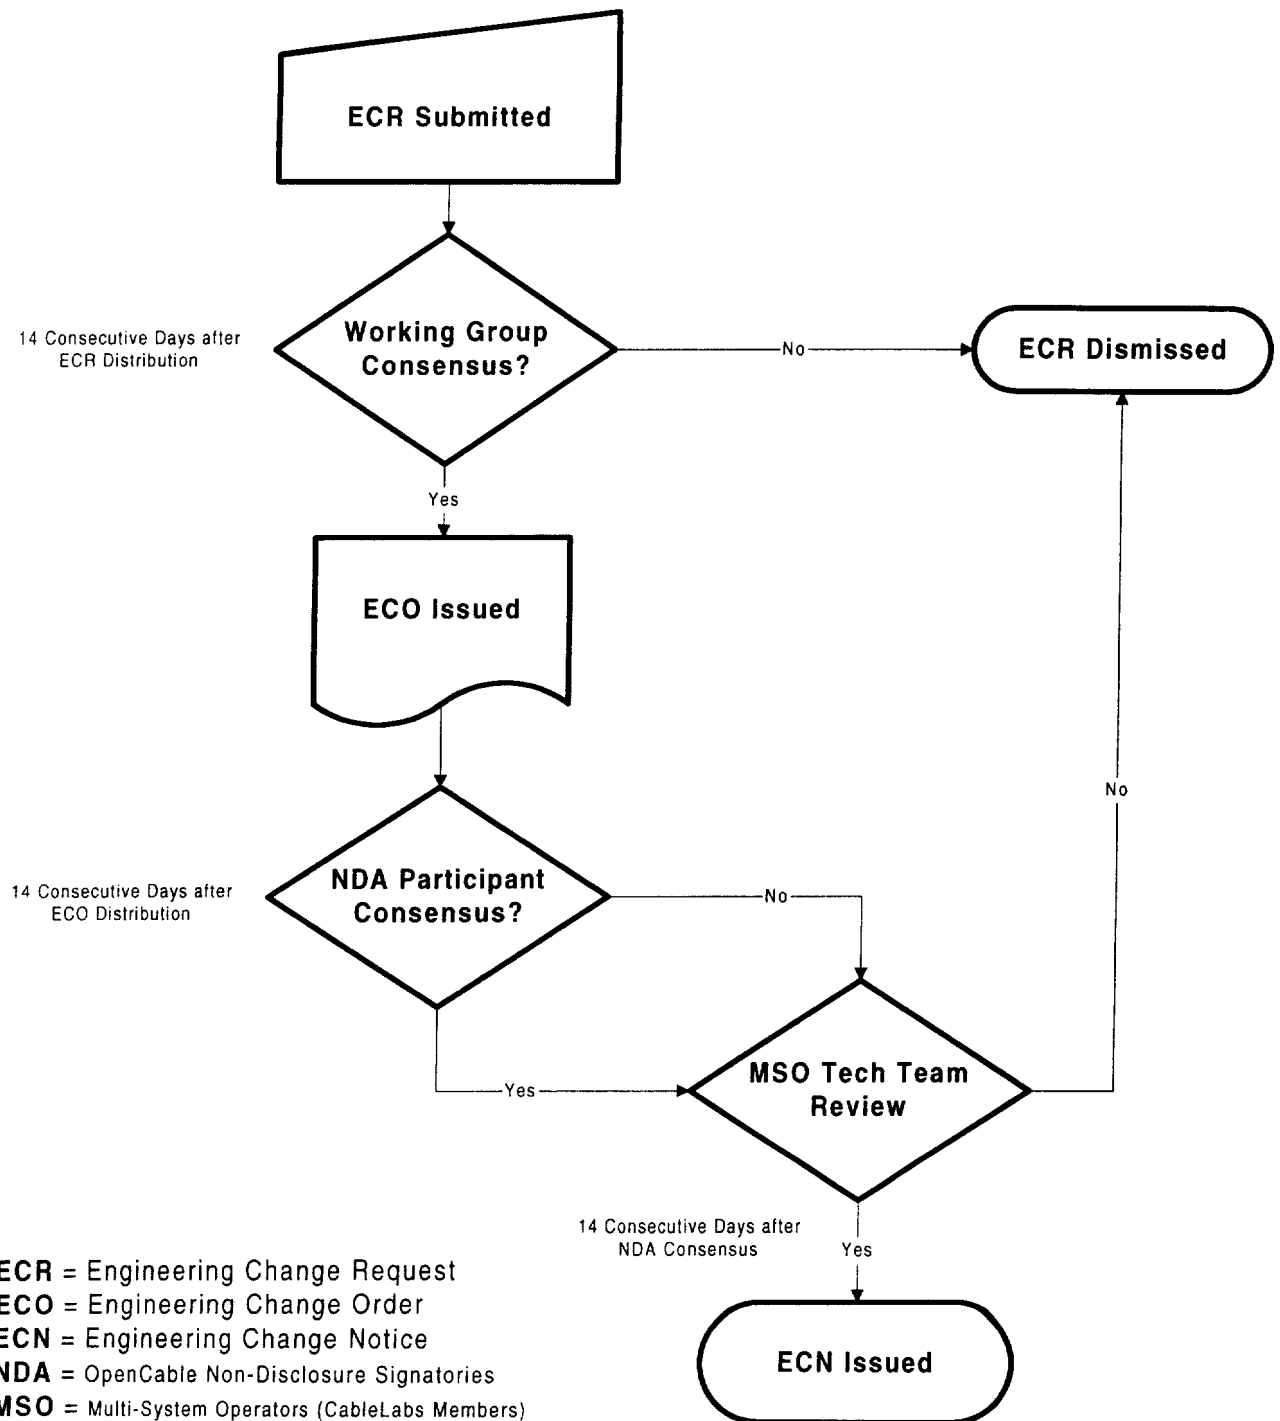 ECR Submitted
14 Consecutive Days after
ECR Distribution
Working Group
Consensus?
No
ECR Dismissed
Yes
ECO Issued
No
14 Consecutive Days after
ECO Distribution
NDA Participant
Consensus?
No
Yes
MSO Tech Team
Review
14 Consecutive Days after
NDA Consensus
Yes
ECN Issued
ECR = Engineering Change Request
ECO = Engineering Change Order
ECN = Engineering Change Notice
NDA = OpenCable Non-Disclosure Signatories
MSO = Multi-System Operators (CableLabs Members)